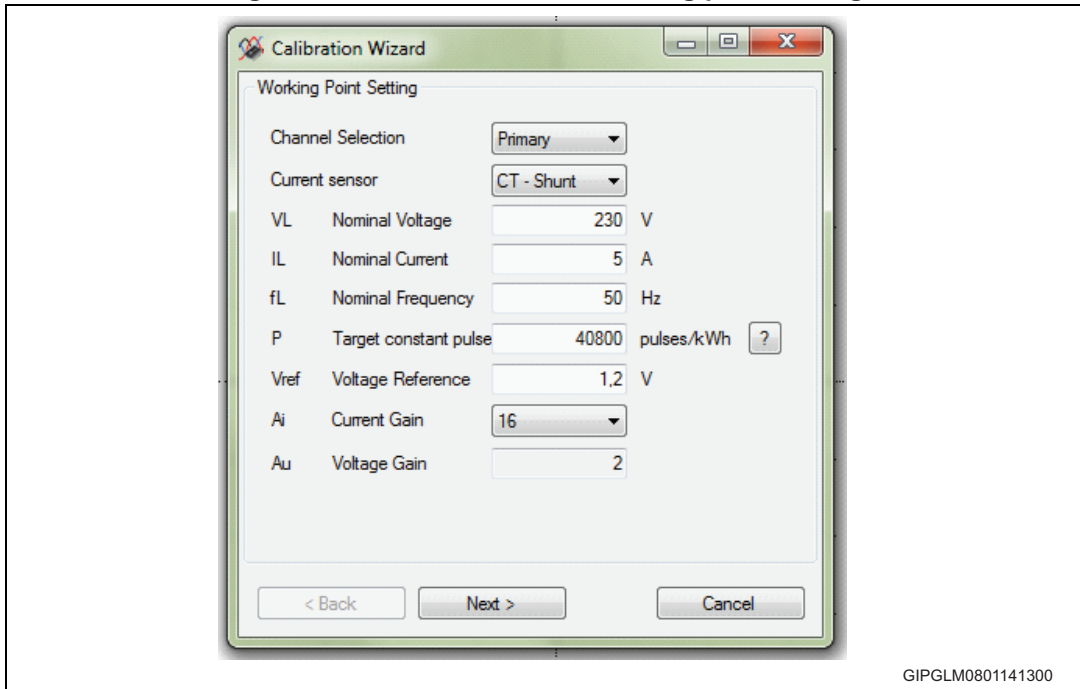 Calibration Wizard
Working Point Setting
Channel Selection Primary
Current sensor CT - Shunt
VL Nominal Voltage 230 V
IL Nominal Current 5 A
fL Nominal Frequency 50 Hz
P Target constant pulse 40800 pulses/kWh ?
Vref Voltage Reference 1,2 V
Ai Current Gain 16
Au Voltage Gain 2
< Back Next > Cancel
GIPGLM0801141300